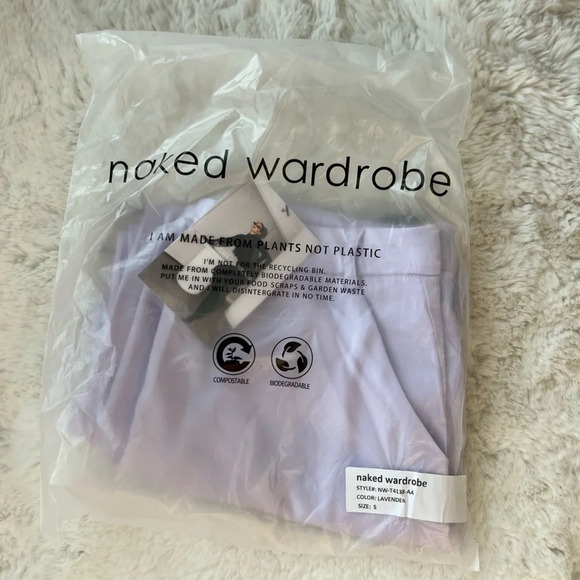 naked wardrobe
I AM MADE FROM PLANTS NOT PLASTIC
I'M NOT FOR THE RECYCLING BIN.
MADE FROM COMPLETELY BIODEGRADABLE MATERIALS.
PUT ME IN WITH YOUR FOOD SCRAPS & GARDEN WASTE
AND I WILL DISINTERGRATE IN NO TIME.
COMPOSTABLE
BIODEGRADABLE
naked wardrobe
STYLE#: NW-T4138-AA
COLOR: LAVENDER
SIZE: S